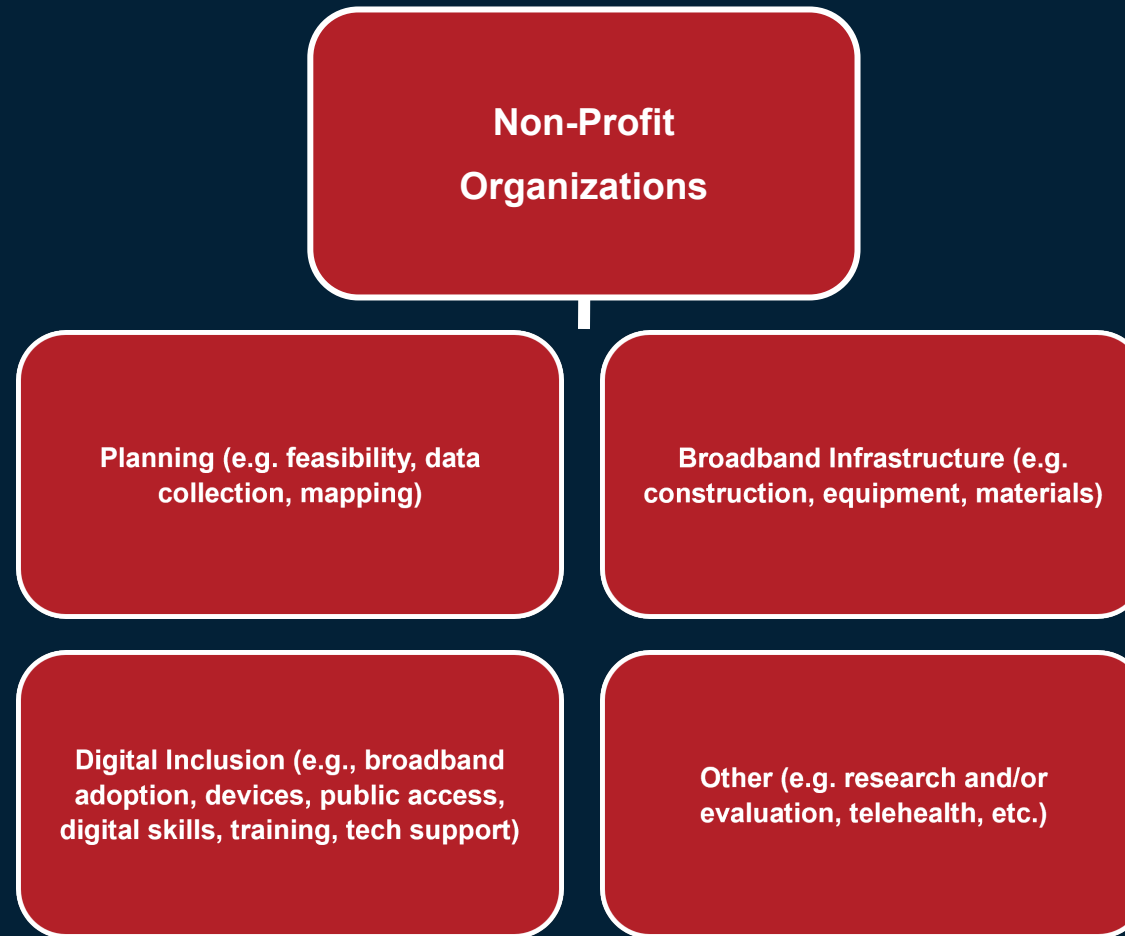 Non-Profit
Organizations
Planning (e.g. feasibility, data
collection, mapping)
Broadband Infrastructure (e.g.
construction, equipment, materials)
Digital Inclusion (e.g., broadband
adoption, devices, public access,
digital skills, training, tech support)
Other (e.g. research and/or
evaluation, telehealth, etc.)